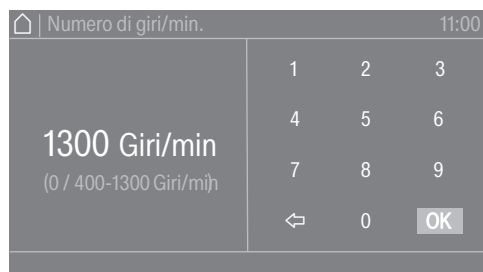 | Numero di giri/min. 11:00
1300 Giri/min
(0 / 400-1300 Giri/min)
1 2 3
4 5 6
7 8 9
0 OK